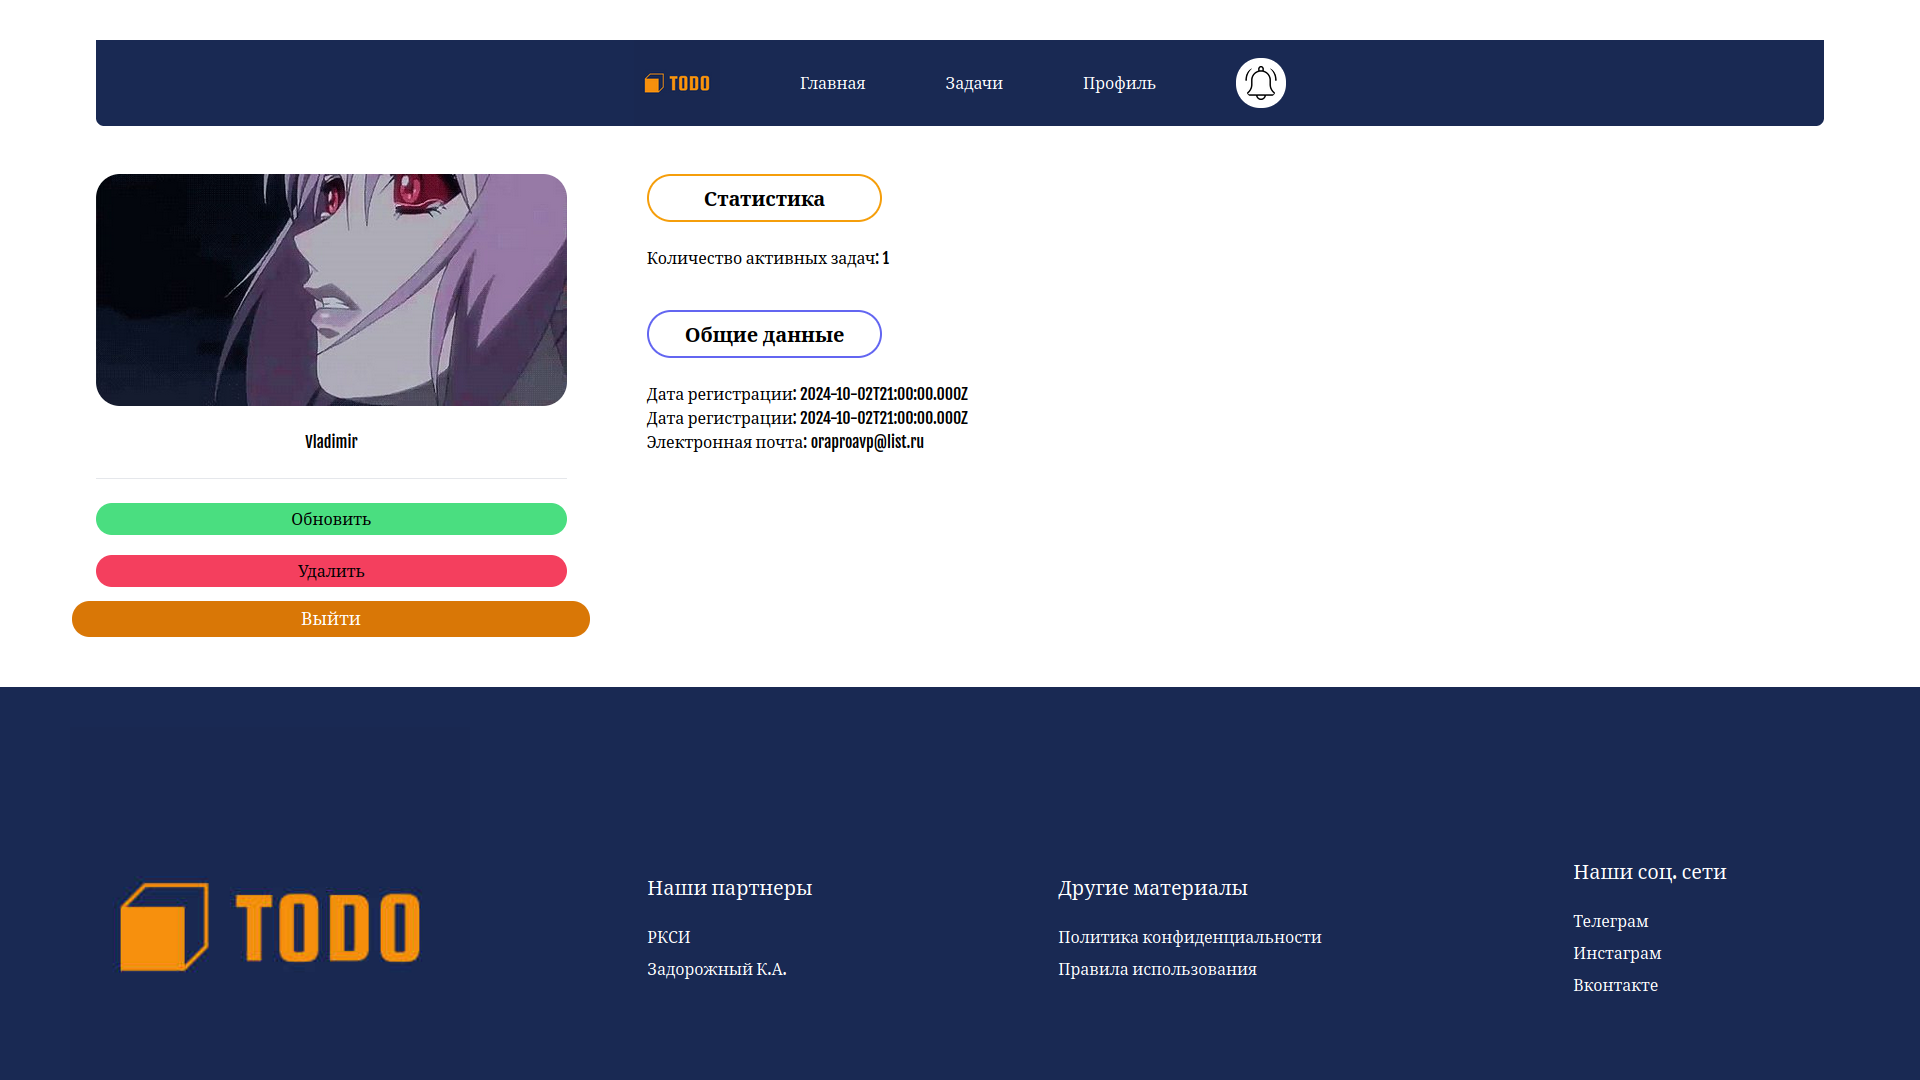 TODO
Главная
Задачи
Профиль
Статистика
Количество активных задач: 1
Общие данные
Дата регистрации: 2024-10-02T21:00:00.000Z
Дата регистрации: 2024-10-02T21:00:00.000Z
Электронная почта: oraproavp@list.ru
Vladimir
Обновить
Удалить
Выйти
TODO
Наши партнеры
РКСИ
Задорожный К.А.
Другие материалы
Политика конфиденциальности
Правила использования
Наши соц. сети
Телеграм
Инстаграм
Вконтакте